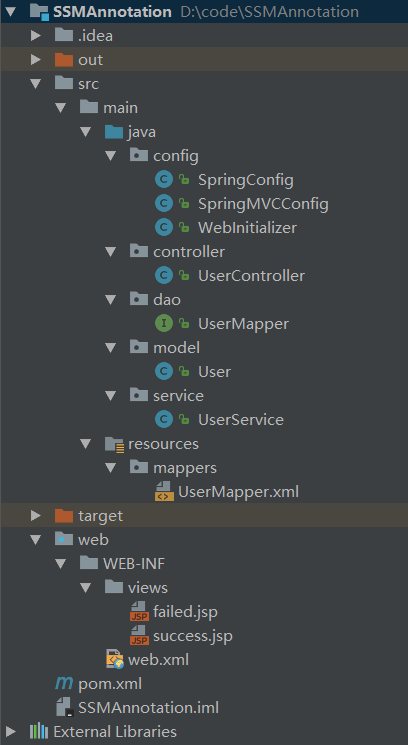 SSMAnnotation D:\code\SSMAnnotation
.idea
out
src
main
java
config
SpringConfig
SpringMVCConfig
WebInitializer
controller
UserController
dao
UserMapper
model
User
service
UserService
resources
mappers
UserMapper.xml
target
web
WEB-INF
views
failed.jsp
success.jsp
web.xml
pom.xml
SSMAnnotation.iml
External Libraries